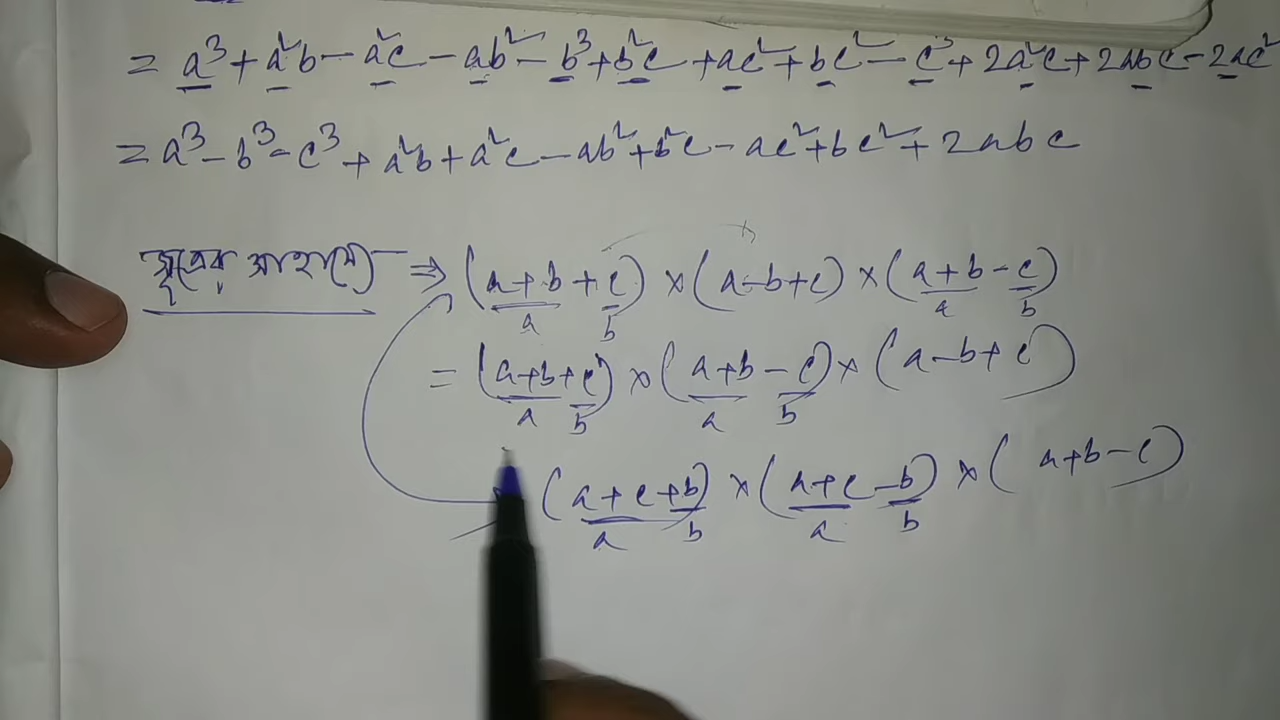 = a³ + a²b - a²c - ab² - b³ + b²c + ac² + bc² - c³ + 2a²c + 2abc - 2ac²
= a³ - b³ - c³ + a²b + a²c - ab² + b²c - ac² + bc² + 2abc
সূত্রের সাহায্যে ⇒ (a + b + c) × (a - b + c) × (a + b - c)
a b a b
= (a + b + c) × (a + b - c) × (a - b + c)
a b a b
(a + c + b) × (a + c - b) × (a + b - c)
a b a b